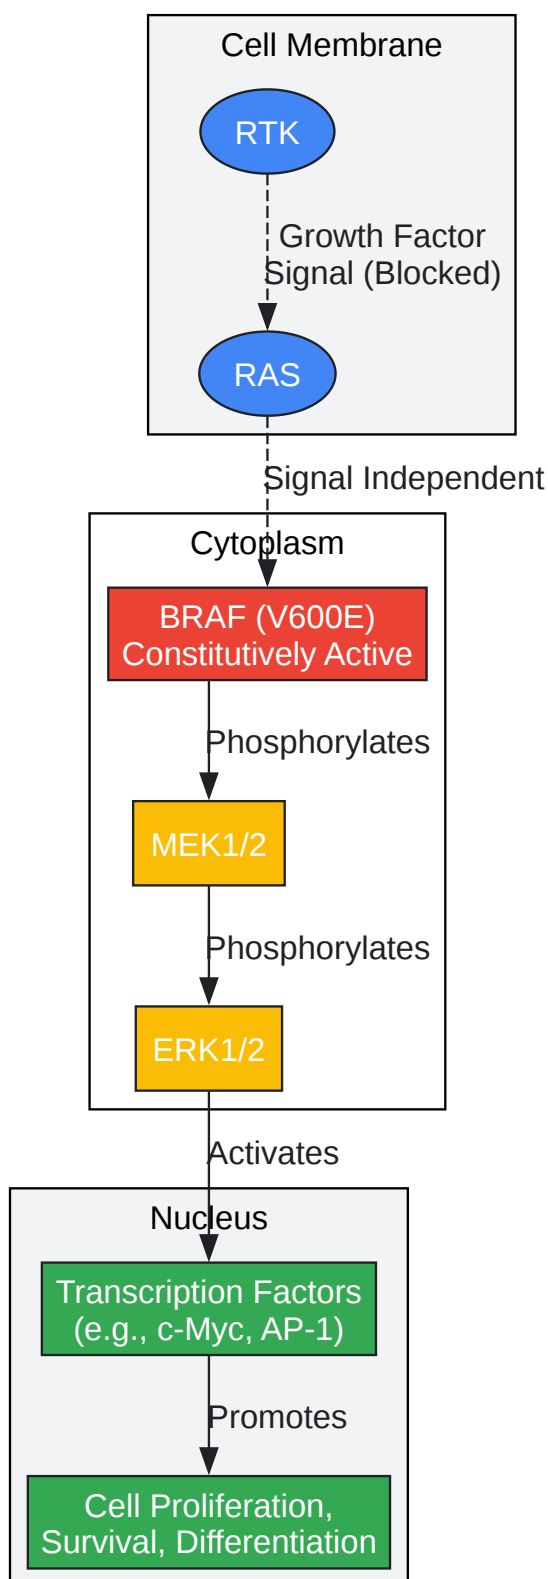 Cell Membrane
RTK
Growth Factor
Signal (Blocked)
RAS
Signal Independent
Cytoplasm
BRAF (V600E)
Constitutively Active
Phosphorylates
MEK1/2
Phosphorylates
ERK1/2
Activates
Nucleus
Transcription Factors
(e.g., c-Myc, AP-1)
Promotes
Cell Proliferation,
Survival, Differentiation